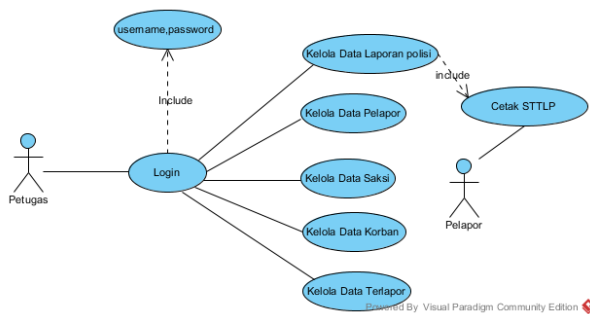 username,password
Include
Kelola Data Laporan polisi
include
Cetak STTLP
Kelola Data Pelapor
Login
Kelola Data Saksi
Petugas
Pelapor
Kelola Data Korban
Kelola Data Terlapor
Powered By Visual Paradigm Community Edition